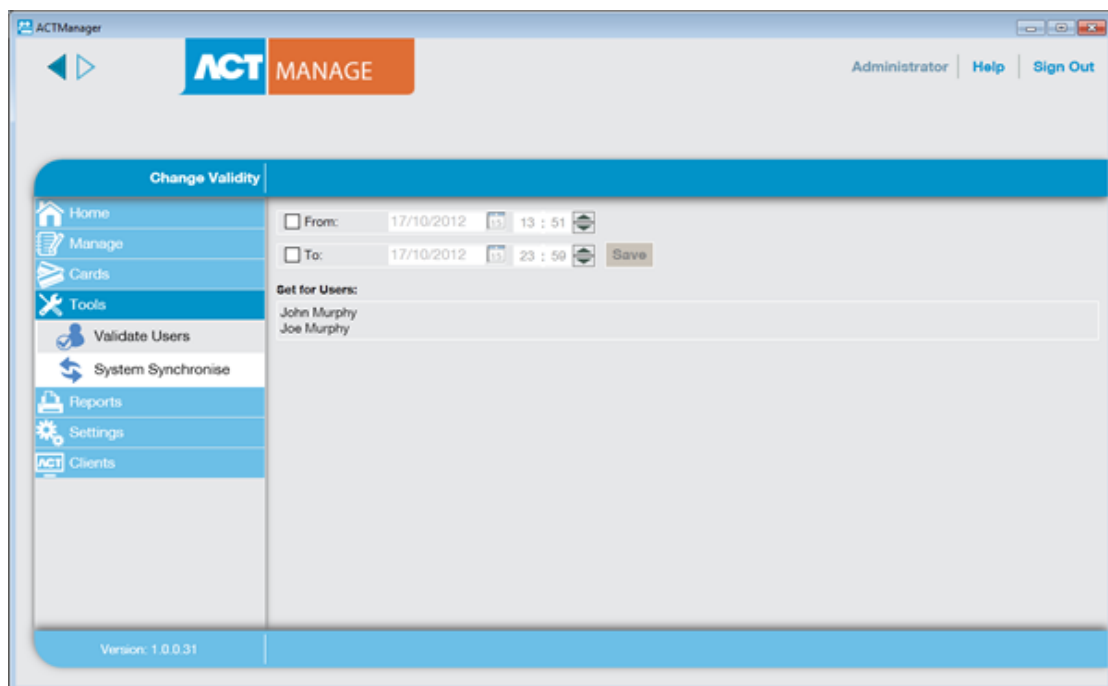 ACTManager
ACT MANAGE
Administrator Help Sign Out
Change Validity
Home
Manage
Cards
Tools
Validate Users
System Synchronise
Reports
Settings
ACT Clients
From: 17/10/2012 15 13 : 51
To: 17/10/2012 15 23 : 59 Save
Set for Users:
John Murphy
Joe Murphy
Version: 1.0.0.31